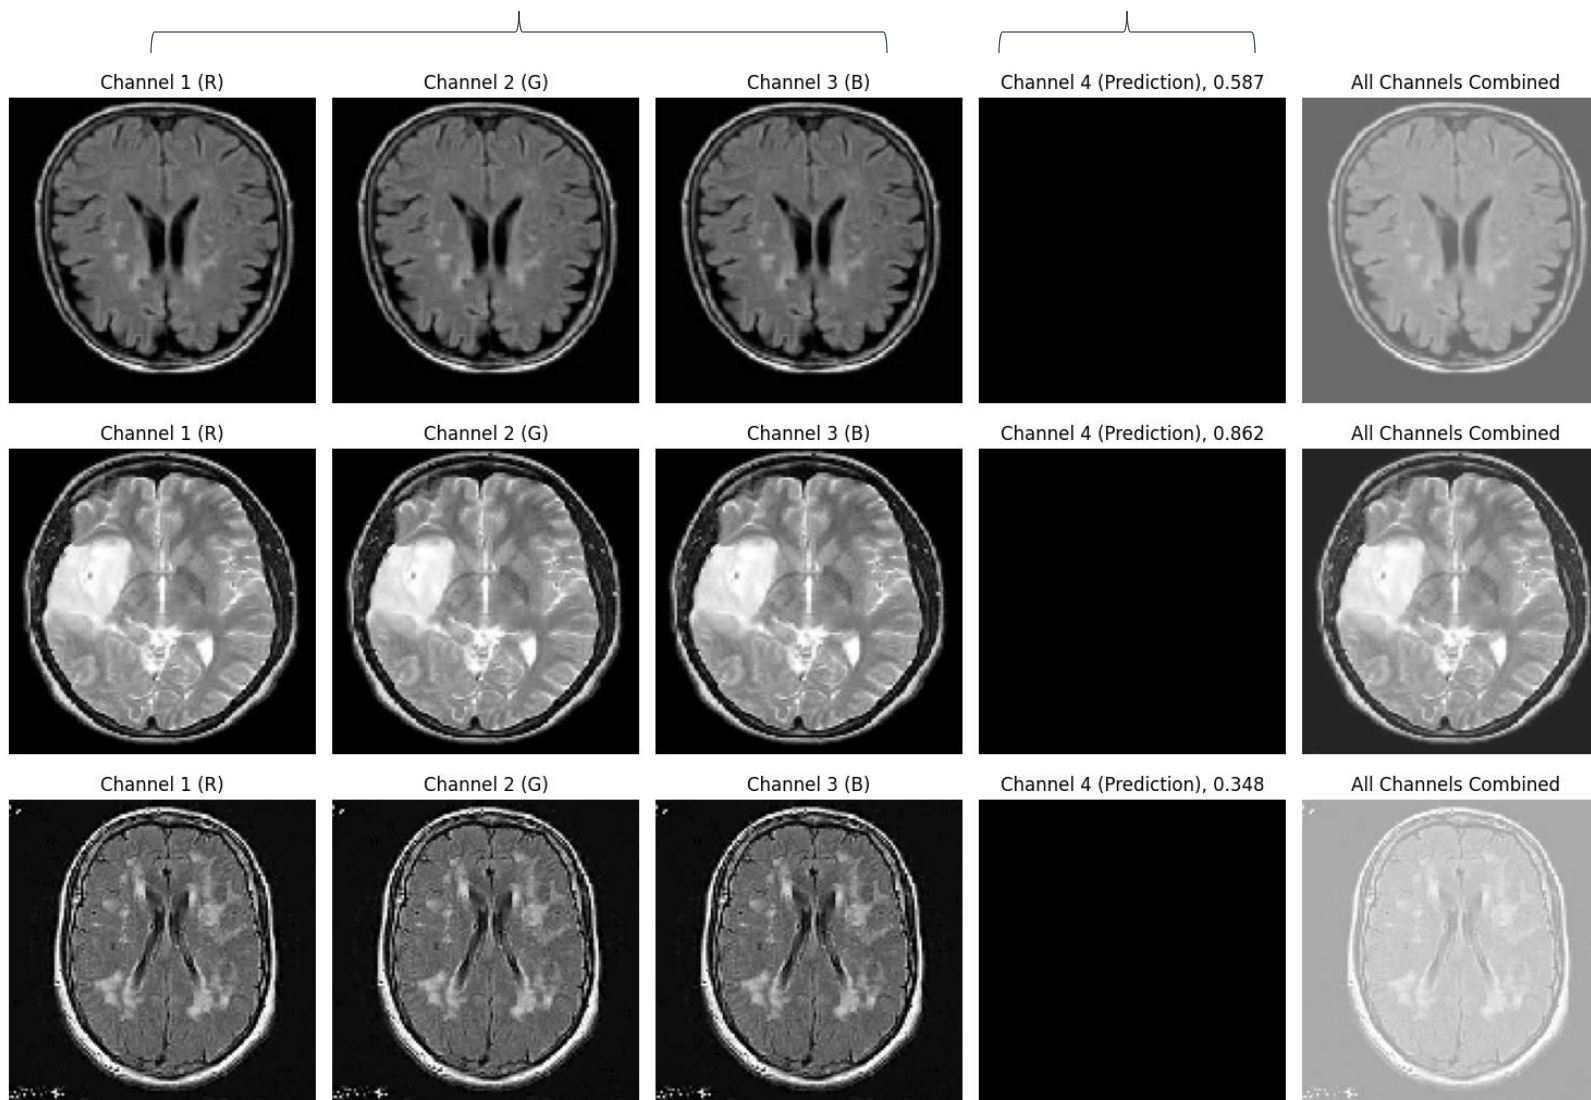 Channel 1 (R) Channel 2 (G) Channel 3 (B) Channel 4 (Prediction), 0.587 All Channels Combined
Channel 1 (R) Channel 2 (G) Channel 3 (B) Channel 4 (Prediction), 0.862 All Channels Combined
Channel 1 (R) Channel 2 (G) Channel 3 (B) Channel 4 (Prediction), 0.348 All Channels Combined